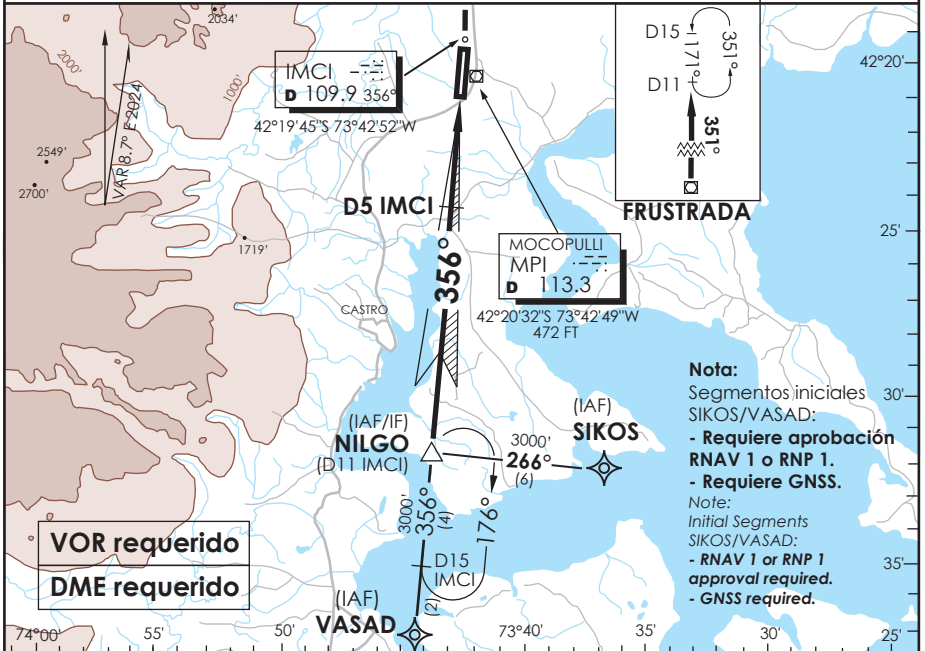 2034'
2000'
1000'
VAR 8.7° E 2024
2549'
2700'
1719'
IMCI
D 109.9 356°
42°19'45"S 73°42'52"W
D15
171°
351°
D11
351°
FRUSTRADA
42°20'
25'
30'
35'
D5 IMCI
356°
MOCOPULLI
MPI
D 113.3
42°20'32"S 73°42'49"W
472 FT
CASTRO
(IAF/IF)
NILGO
(D11 IMCI)
(IAF)
SIKOS
3000'
266°
(6)
3000'
356°
(4)
176°
D15
IMCI
(2)
(IAF)
VASAD
Nota:
Segmentos iniciales
SIKOS/VASAD:
- Requiere aprobación
RNAV 1 o RNP 1.
- Requiere GNSS.
Note:
Initial Segments
SIKOS/VASAD:
- RNAV 1 or RNP 1
approval required.
- GNSS required.
VOR requerido
DME requerido
74°00'
55'
50'
73°40'
35'
30'
25'